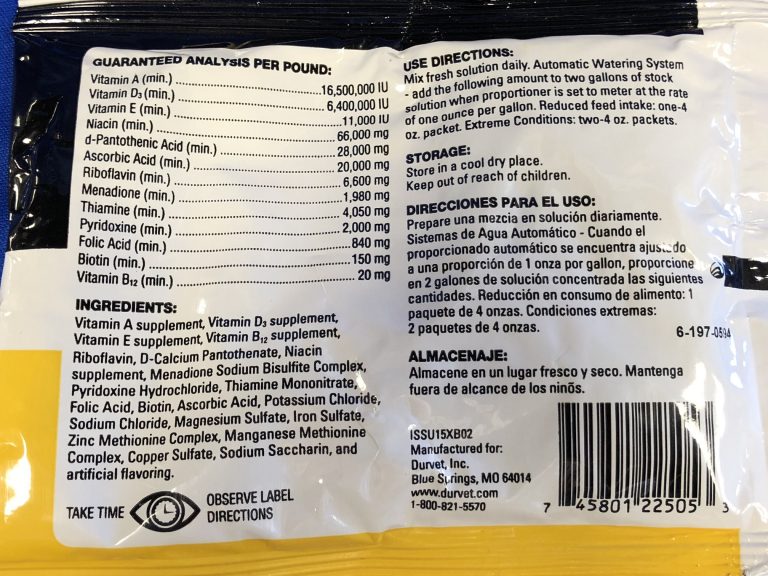 GUARANTEED ANALYSIS PER POUND:
Vitamin A (min.) 16,500,000 IU
Vitamin D3 (min.) 6,400,000 IU
Vitamin E (min.) 11,000 IU
Niacin (min.) 66,000 mg
d-Pantothenic Acid (min.) 28,000 mg
Ascorbic Acid (min.) 20,000 mg
Riboflavin (min.) 6,600 mg
Menadione (min.) 1,980 mg
Thiamine (min.) 4,050 mg
Pyridoxine (min.) 2,000 mg
Folic Acid (min.) 840 mg
Biotin (min.) 150 mg
Vitamin B12 (min.) 20 mg
INGREDIENTS:
Vitamin A supplement, Vitamin D3 supplement,
Vitamin E supplement, Vitamin B12 supplement,
Riboflavin, D-Calcium Pantothenate, Niacin
supplement, Menadione Sodium Bisulfite Complex,
Pyridoxine Hydrochloride, Thiamine Mononitrate,
Folic Acid, Biotin, Ascorbic Acid, Potassium Chloride,
Sodium Chloride, Magnesium Sulfate, Iron Sulfate,
Zinc Methionine Complex, Manganese Methionine
Complex, Copper Sulfate, Sodium Saccharin, and
artificial flavoring.
TAKE TIME
OBSERVE LABEL
DIRECTIONS
USE DIRECTIONS:
Mix fresh solution daily. Automatic Watering System
- add the following amount to two gallons of stock
solution when proportioner is set to meter at the rate
of one ounce per gallon. Reduced feed intake: one-4
oz. packet. Extreme Conditions: two-4 oz. packets.
STORAGE:
Store in a cool dry place.
Keep out of reach of children.
DIRECCIONES PARA EL USO:
Prepare una mezcia en solución diariamente.
Sistemas de Agua Automático - Cuando el
proporcionado automático se encuentra ajustado
a una proporción de 1 onza por gallon, proporcione
en 2 galones de solución concentrada las siguientes
cantidades. Reducción en consumo de alimento: 1
paquete de 4 onzas. Condiciones extremas:
2 paquetes de 4 onzas.
6-197-0594
ALMACENAJE:
Almacene en un lugar fresco y seco. Mantenga
fuera de alcance de los ninõs.
ISSU15XB02
Manufactured for:
Durvet, Inc.
Blue Springs, MO 64014
www.durvet.com
1-800-821-5570
7 45801 22505 3